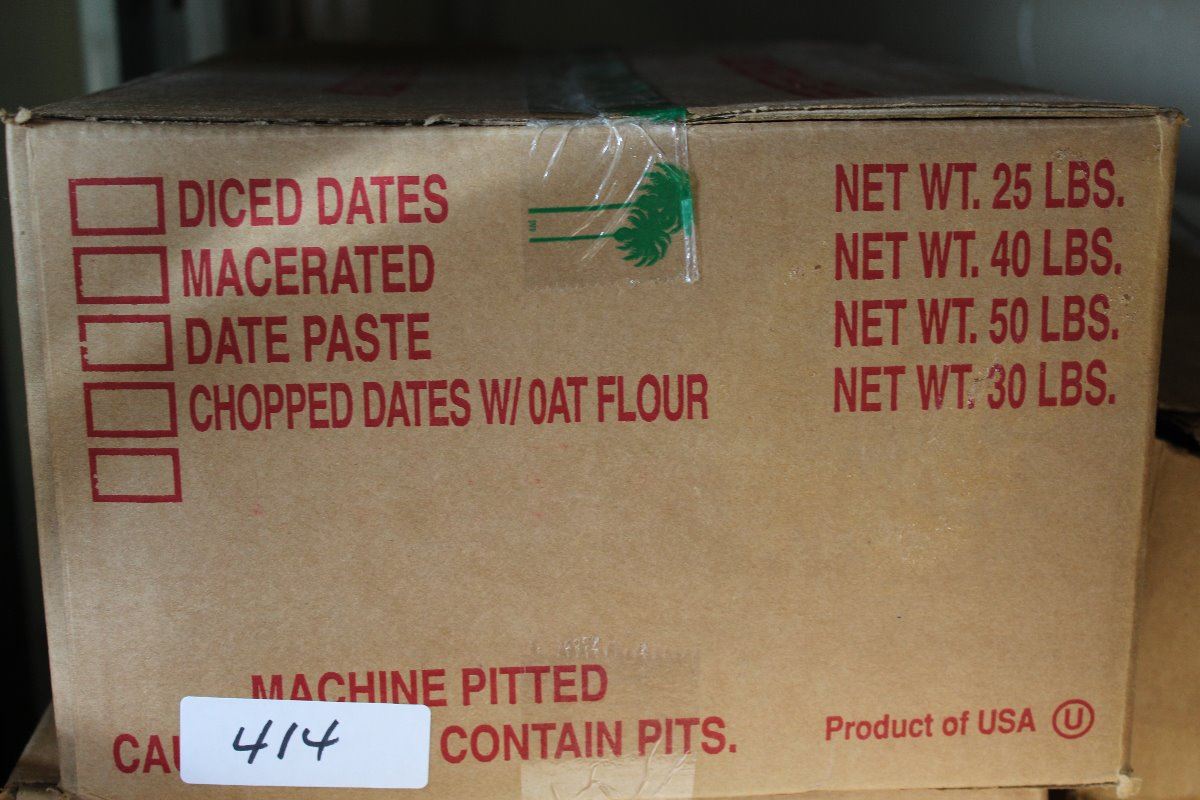 DICED DATES NET WT. 25 LBS.
MACERATED NET WT. 40 LBS.
DATE PASTE NET WT. 50 LBS.
CHOPPED DATES W/ OAT FLOUR NET WT. 30 LBS.
MACHINE PITTED
CAU CONTAIN PITS.
414
Product of USA U